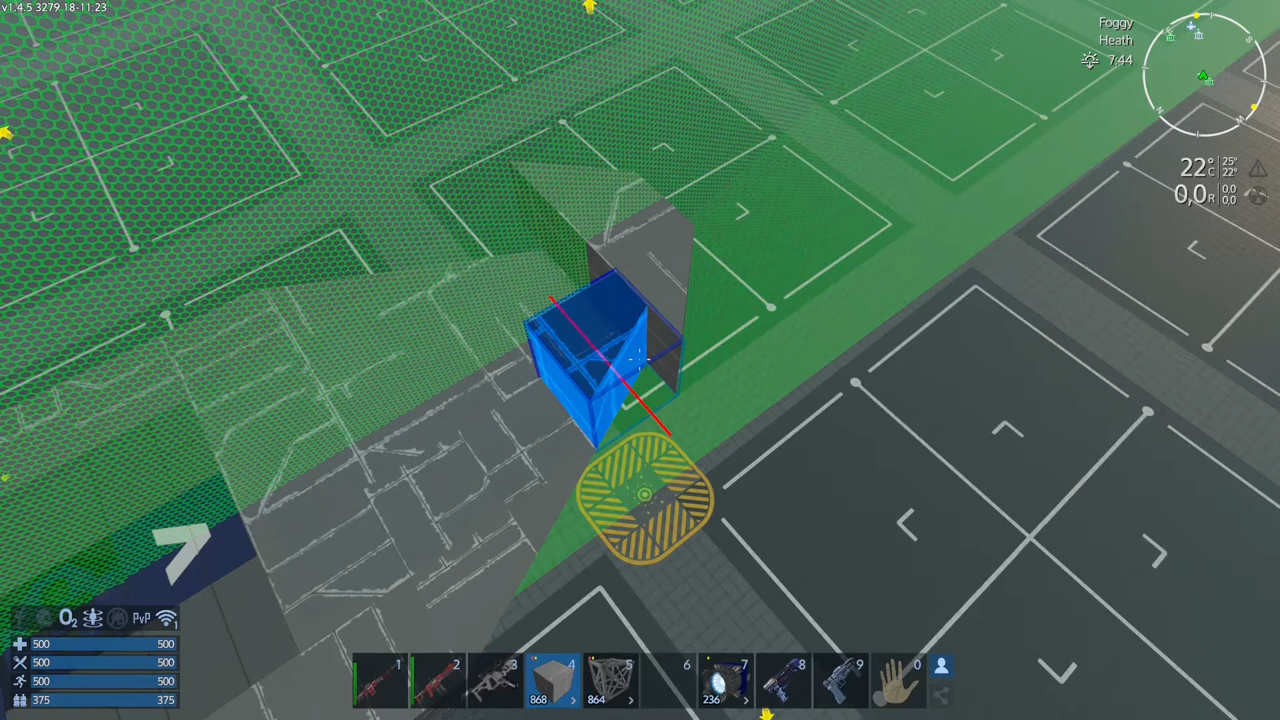 v1.4.5 3279 18-11-23
Foggy
Heath
7:44
S
N
22°C 25°
22°
0,0R 0,0
0,0
O2 PvP 1
500 500
500 500
500 500
375 375
1 2 3 4 5 6 7 8 9 0
868 864 236